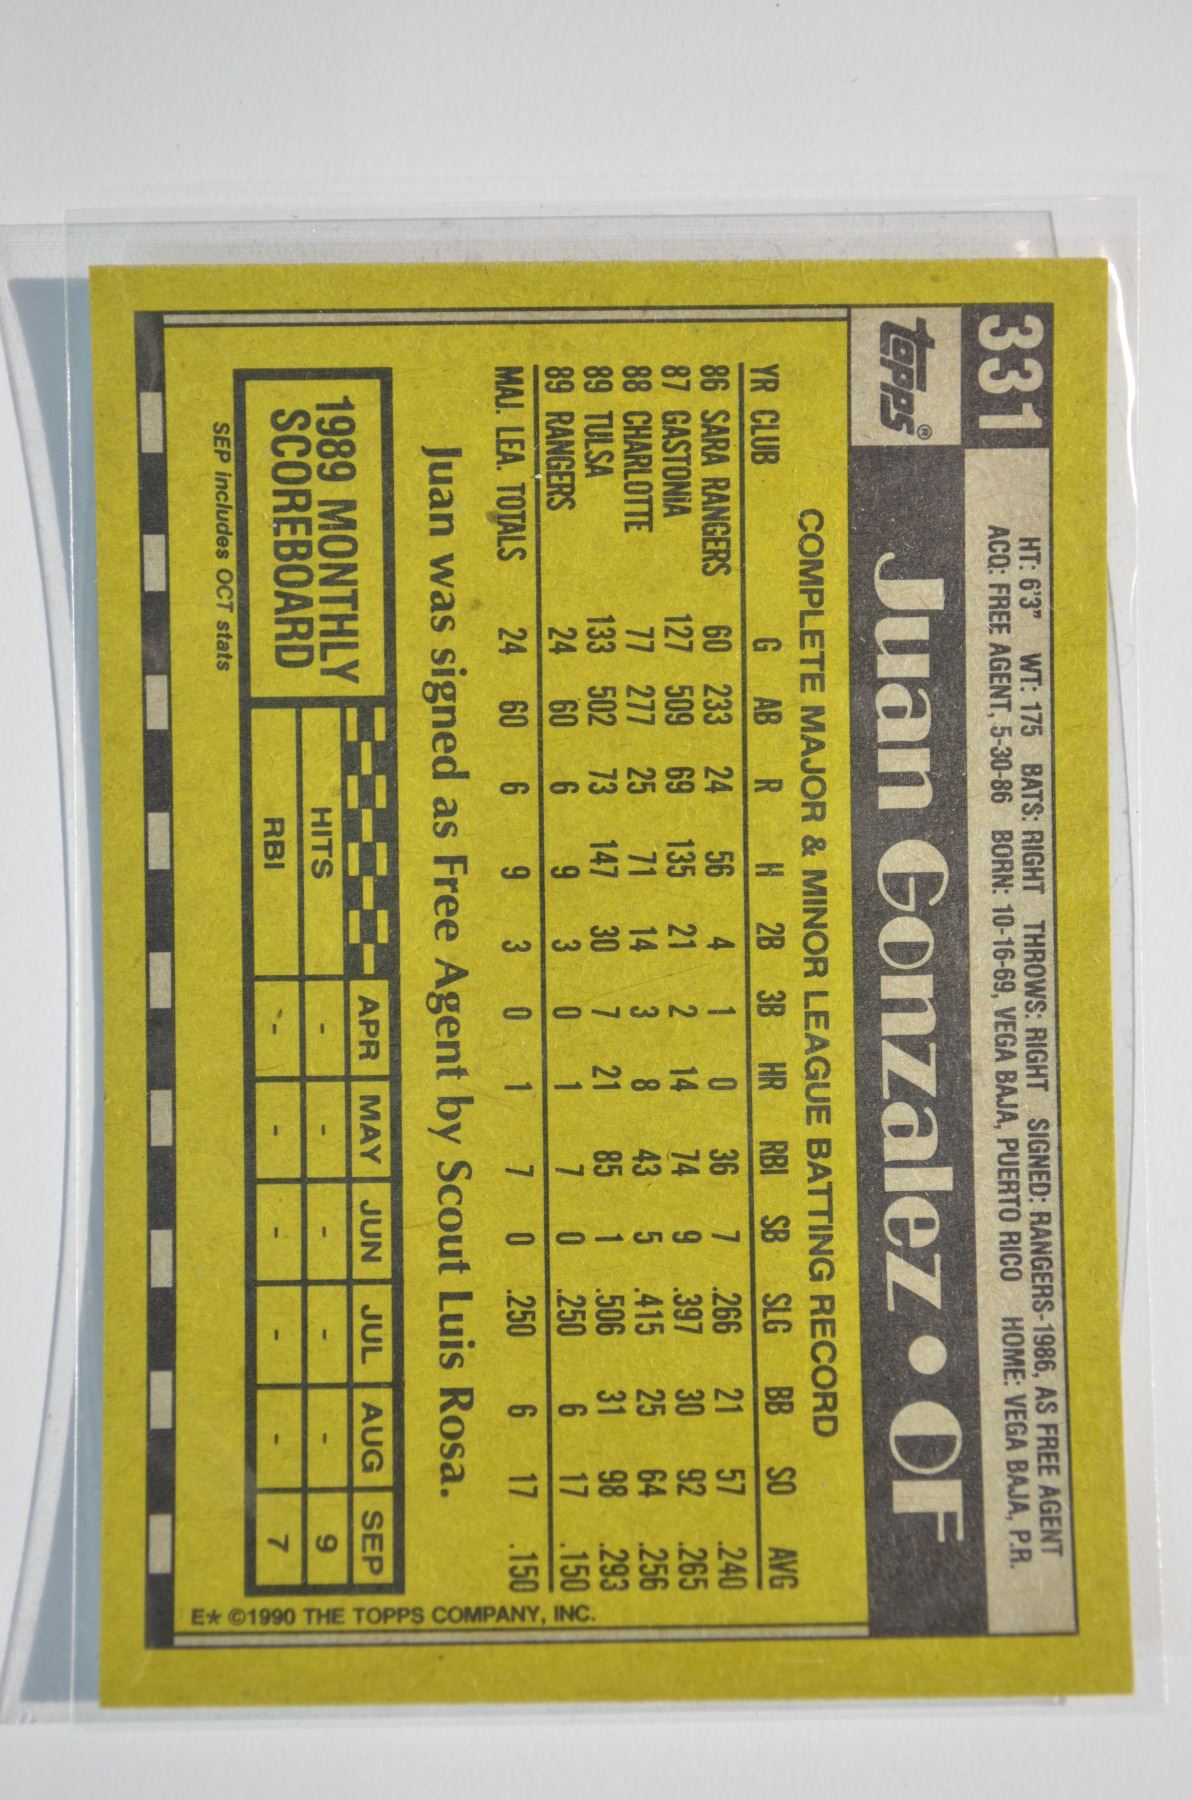 331
HT: 6'3" WT: 175 BATS: RIGHT THROWS: RIGHT SIGNED: RANGERS-1986, AS FREE AGENT
ACQ: FREE AGENT, 5-30-86 BORN: 10-16-69, VEGA BAJA, PUERTO RICO HOME: VEGA BAJA, P.R.
TOPPS®
Juan Gonzalez • OF
COMPLETE MAJOR & MINOR LEAGUE BATTING RECORD
YR CLUB G AB R H 2B 3B HR RBI SB SLG BB SO AVG
86 SARA RANGERS 60 233 24 56 4 1 0 36 7 .266 21 57 .240
87 GASTONIA 127 509 69 135 21 2 14 74 9 .397 30 92 .265
88 CHARLOTTE 77 277 25 71 14 3 8 43 5 .415 25 64 .256
89 TULSA 133 502 73 147 30 7 21 85 1 .506 31 98 .293
89 RANGERS 24 60 6 9 3 0 1 7 0 .250 6 17 .150
MAJ. LEA. TOTALS 24 60 6 9 3 0 1 7 0 .250 6 17 .150
Juan was signed as Free Agent by Scout Luis Rosa.
1989 MONTHLY
SCOREBOARD
APR MAY JUN JUL AUG SEP
HITS - - - - - 9
RBI - - - - - 7
SEP includes OCT stats
E* ©1990 THE TOPPS COMPANY, INC.